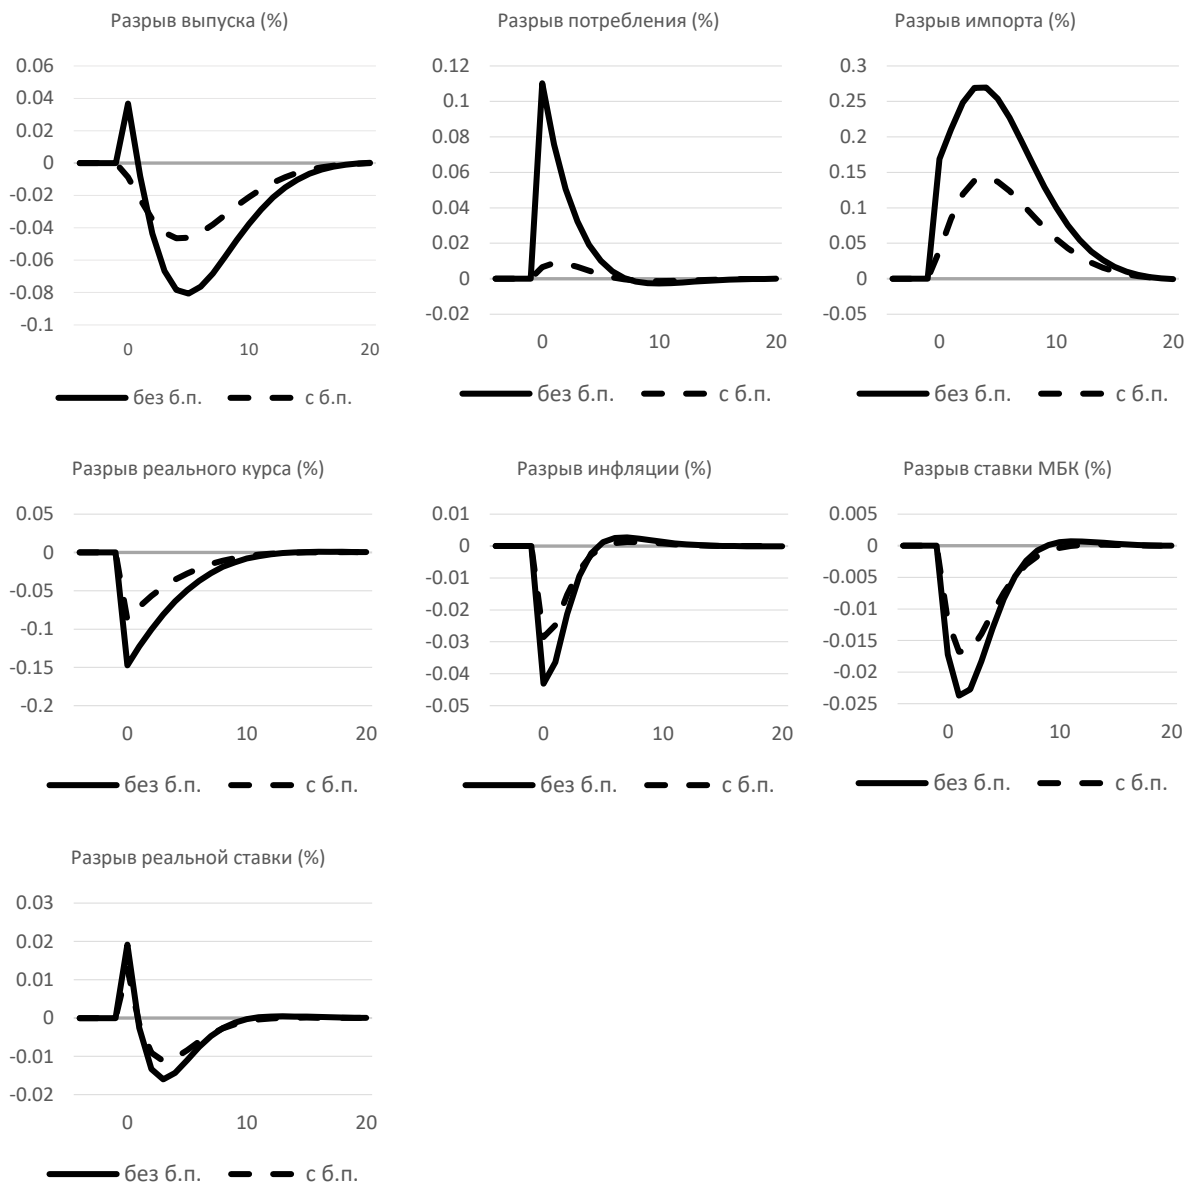 Разрыв выпуска (%)
0.06
0.04
0.02
0
-0.02
-0.04
-0.06
-0.08
-0.1
0 10 20
без б.п. с б.п.
Разрыв потребления (%)
0.12
0.1
0.08
0.06
0.04
0.02
0
-0.02
0 10 20
без б.п. с б.п.
Разрыв импорта (%)
0.3
0.25
0.2
0.15
0.1
0.05
0
-0.05
0 10 20
без б.п. с б.п.
Разрыв реального курса (%)
0.05
0
-0.05
-0.1
-0.15
-0.2
0 10 20
без б.п. с б.п.
Разрыв инфляции (%)
0.01
0
-0.01
-0.02
-0.03
-0.04
-0.05
0 10 20
без б.п. с б.п.
Разрыв ставки МБК (%)
0.005
0
-0.005
-0.01
-0.015
-0.02
-0.025
0 10 20
без б.п. с б.п.
Разрыв реальной ставки (%)
0.03
0.02
0.01
0
-0.01
-0.02
0 10 20
без б.п. с б.п.